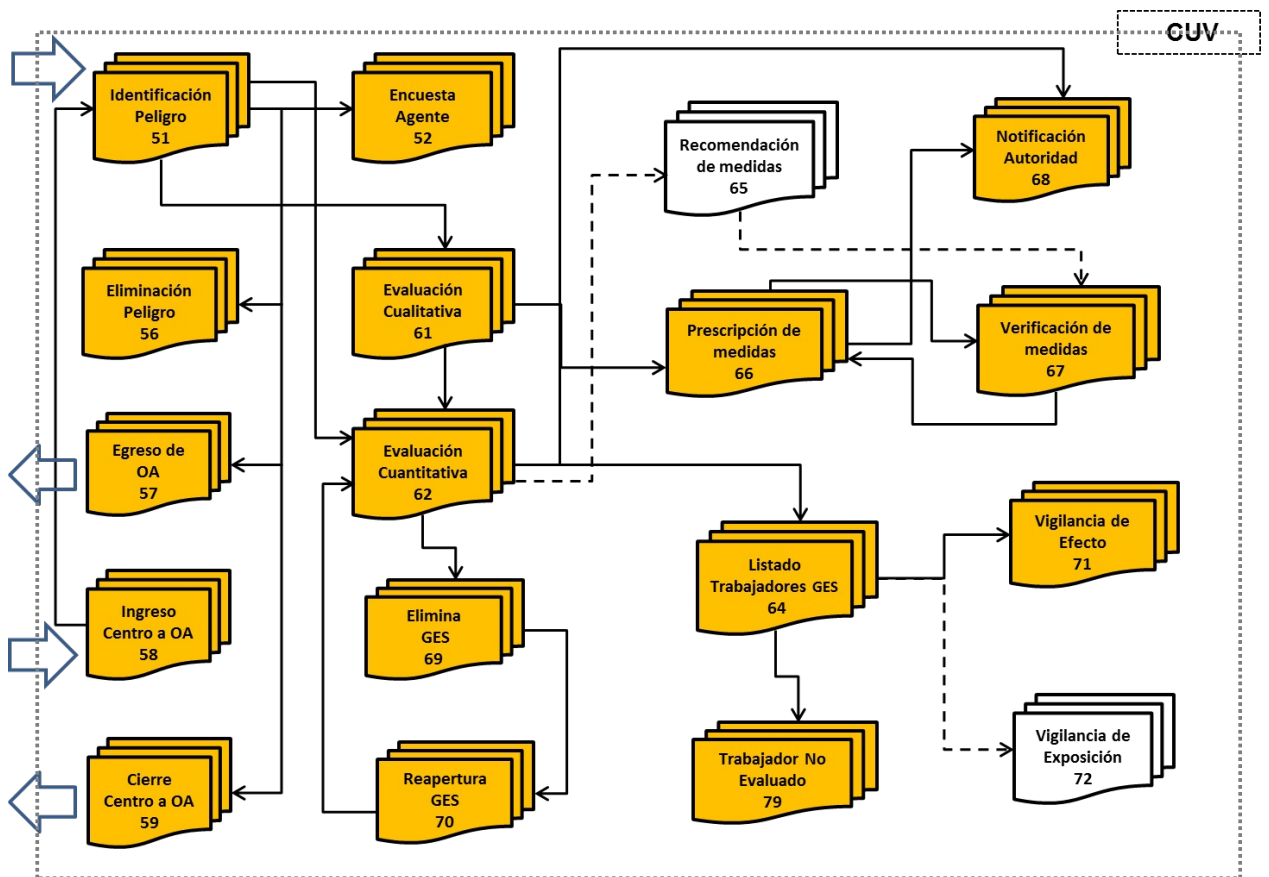 CUV
Identificación
Peligro
51
Encuesta
Agente
52
Recomendación
de medidas
65
Notificación
Autoridad
68
Eliminación
Peligro
56
Evaluación
Cualitativa
61
Prescripción de
medidas
66
Verificación de
medidas
67
Egreso de
OA
57
Evaluación
Cuantitativa
62
Listado
Trabajadores GES
64
Vigilancia de
Efecto
71
Ingreso
Centro a OA
58
Elimina
GES
69
Cierre
Centro a OA
59
Reapertura
GES
70
Trabajador No
Evaluado
79
Vigilancia de
Exposición
72